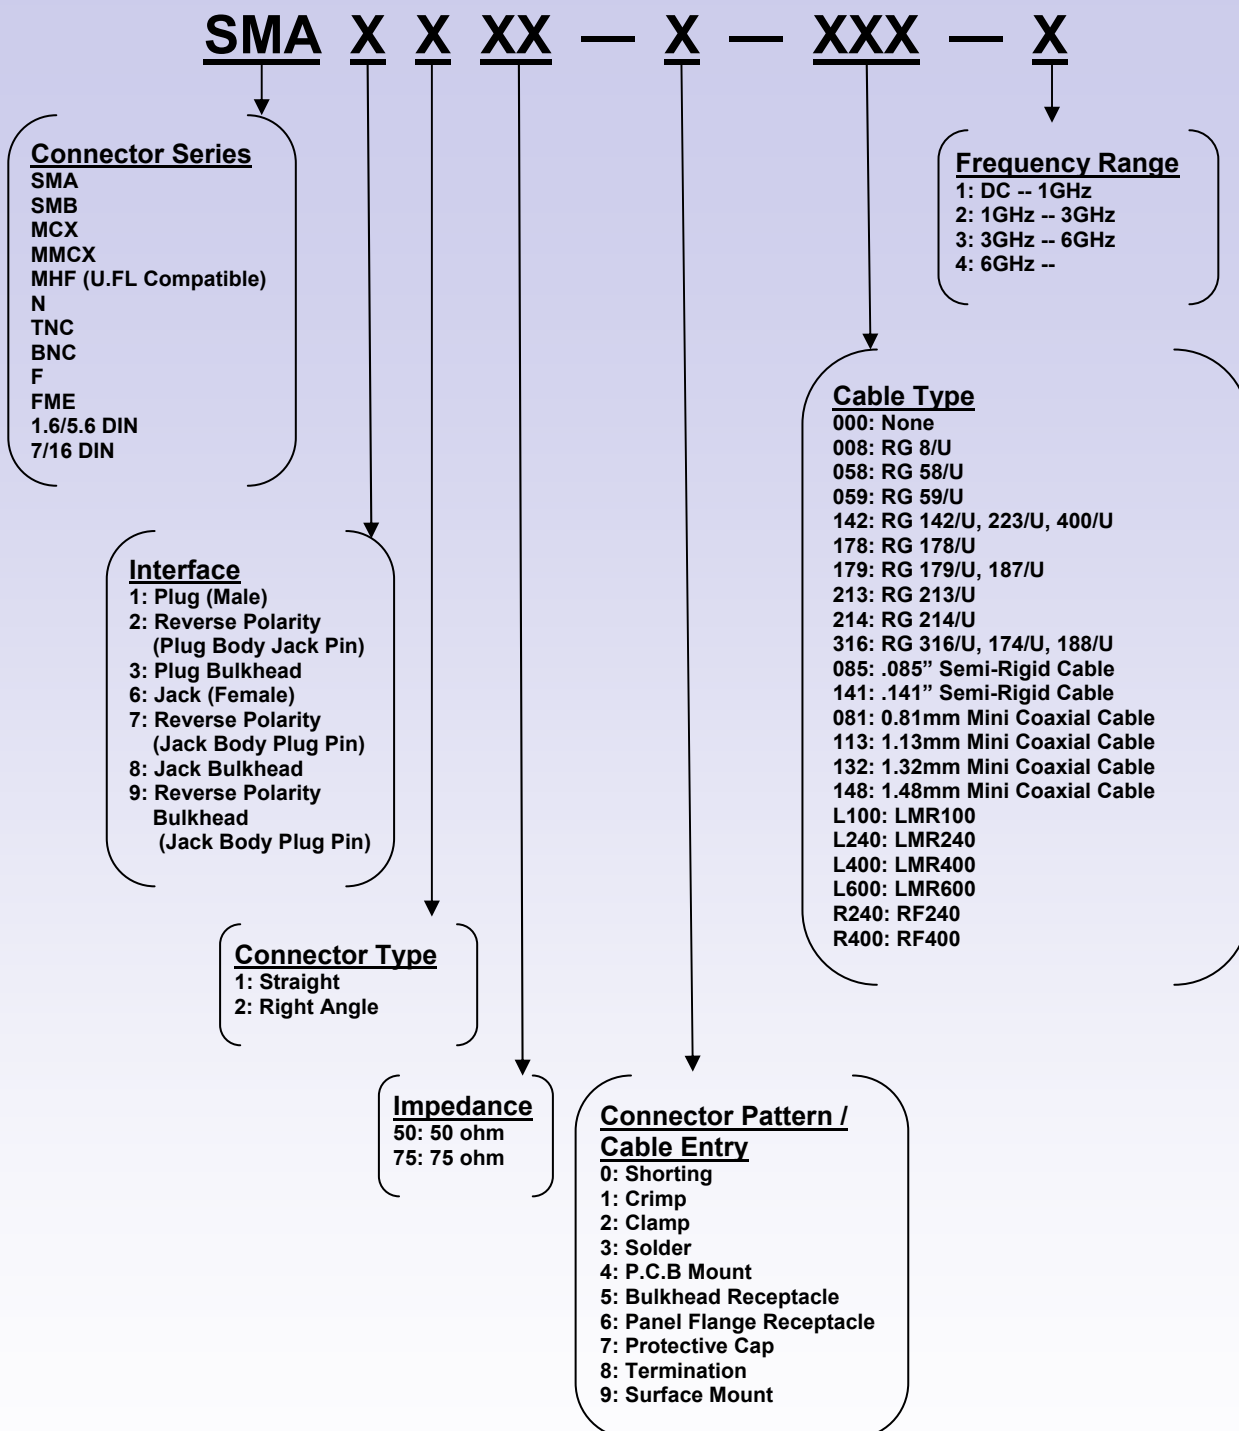 SMA X X XX — X — XXX — X
Connector Series
SMA
SMB
MCX
MMCX
MHF (U.FL Compatible)
N
TNC
BNC
F
FME
1.6/5.6 DIN
7/16 DIN
Frequency Range
1: DC -- 1GHz
2: 1GHz -- 3GHz
3: 3GHz -- 6GHz
4: 6GHz --
Cable Type
000: None
008: RG 8/U
058: RG 58/U
059: RG 59/U
142: RG 142/U, 223/U, 400/U
178: RG 178/U
179: RG 179/U, 187/U
213: RG 213/U
214: RG 214/U
316: RG 316/U, 174/U, 188/U
085: .085” Semi-Rigid Cable
141: .141” Semi-Rigid Cable
081: 0.81mm Mini Coaxial Cable
113: 1.13mm Mini Coaxial Cable
132: 1.32mm Mini Coaxial Cable
148: 1.48mm Mini Coaxial Cable
L100: LMR100
L240: LMR240
L400: LMR400
L600: LMR600
R240: RF240
R400: RF400
Interface
1: Plug (Male)
2: Reverse Polarity
(Plug Body Jack Pin)
3: Plug Bulkhead
6: Jack (Female)
7: Reverse Polarity
(Jack Body Plug Pin)
8: Jack Bulkhead
9: Reverse Polarity
Bulkhead
(Jack Body Plug Pin)
Connector Type
1: Straight
2: Right Angle
Impedance
50: 50 ohm
75: 75 ohm
Connector Pattern /
Cable Entry
0: Shorting
1: Crimp
2: Clamp
3: Solder
4: P.C.B Mount
5: Bulkhead Receptacle
6: Panel Flange Receptacle
7: Protective Cap
8: Termination
9: Surface Mount